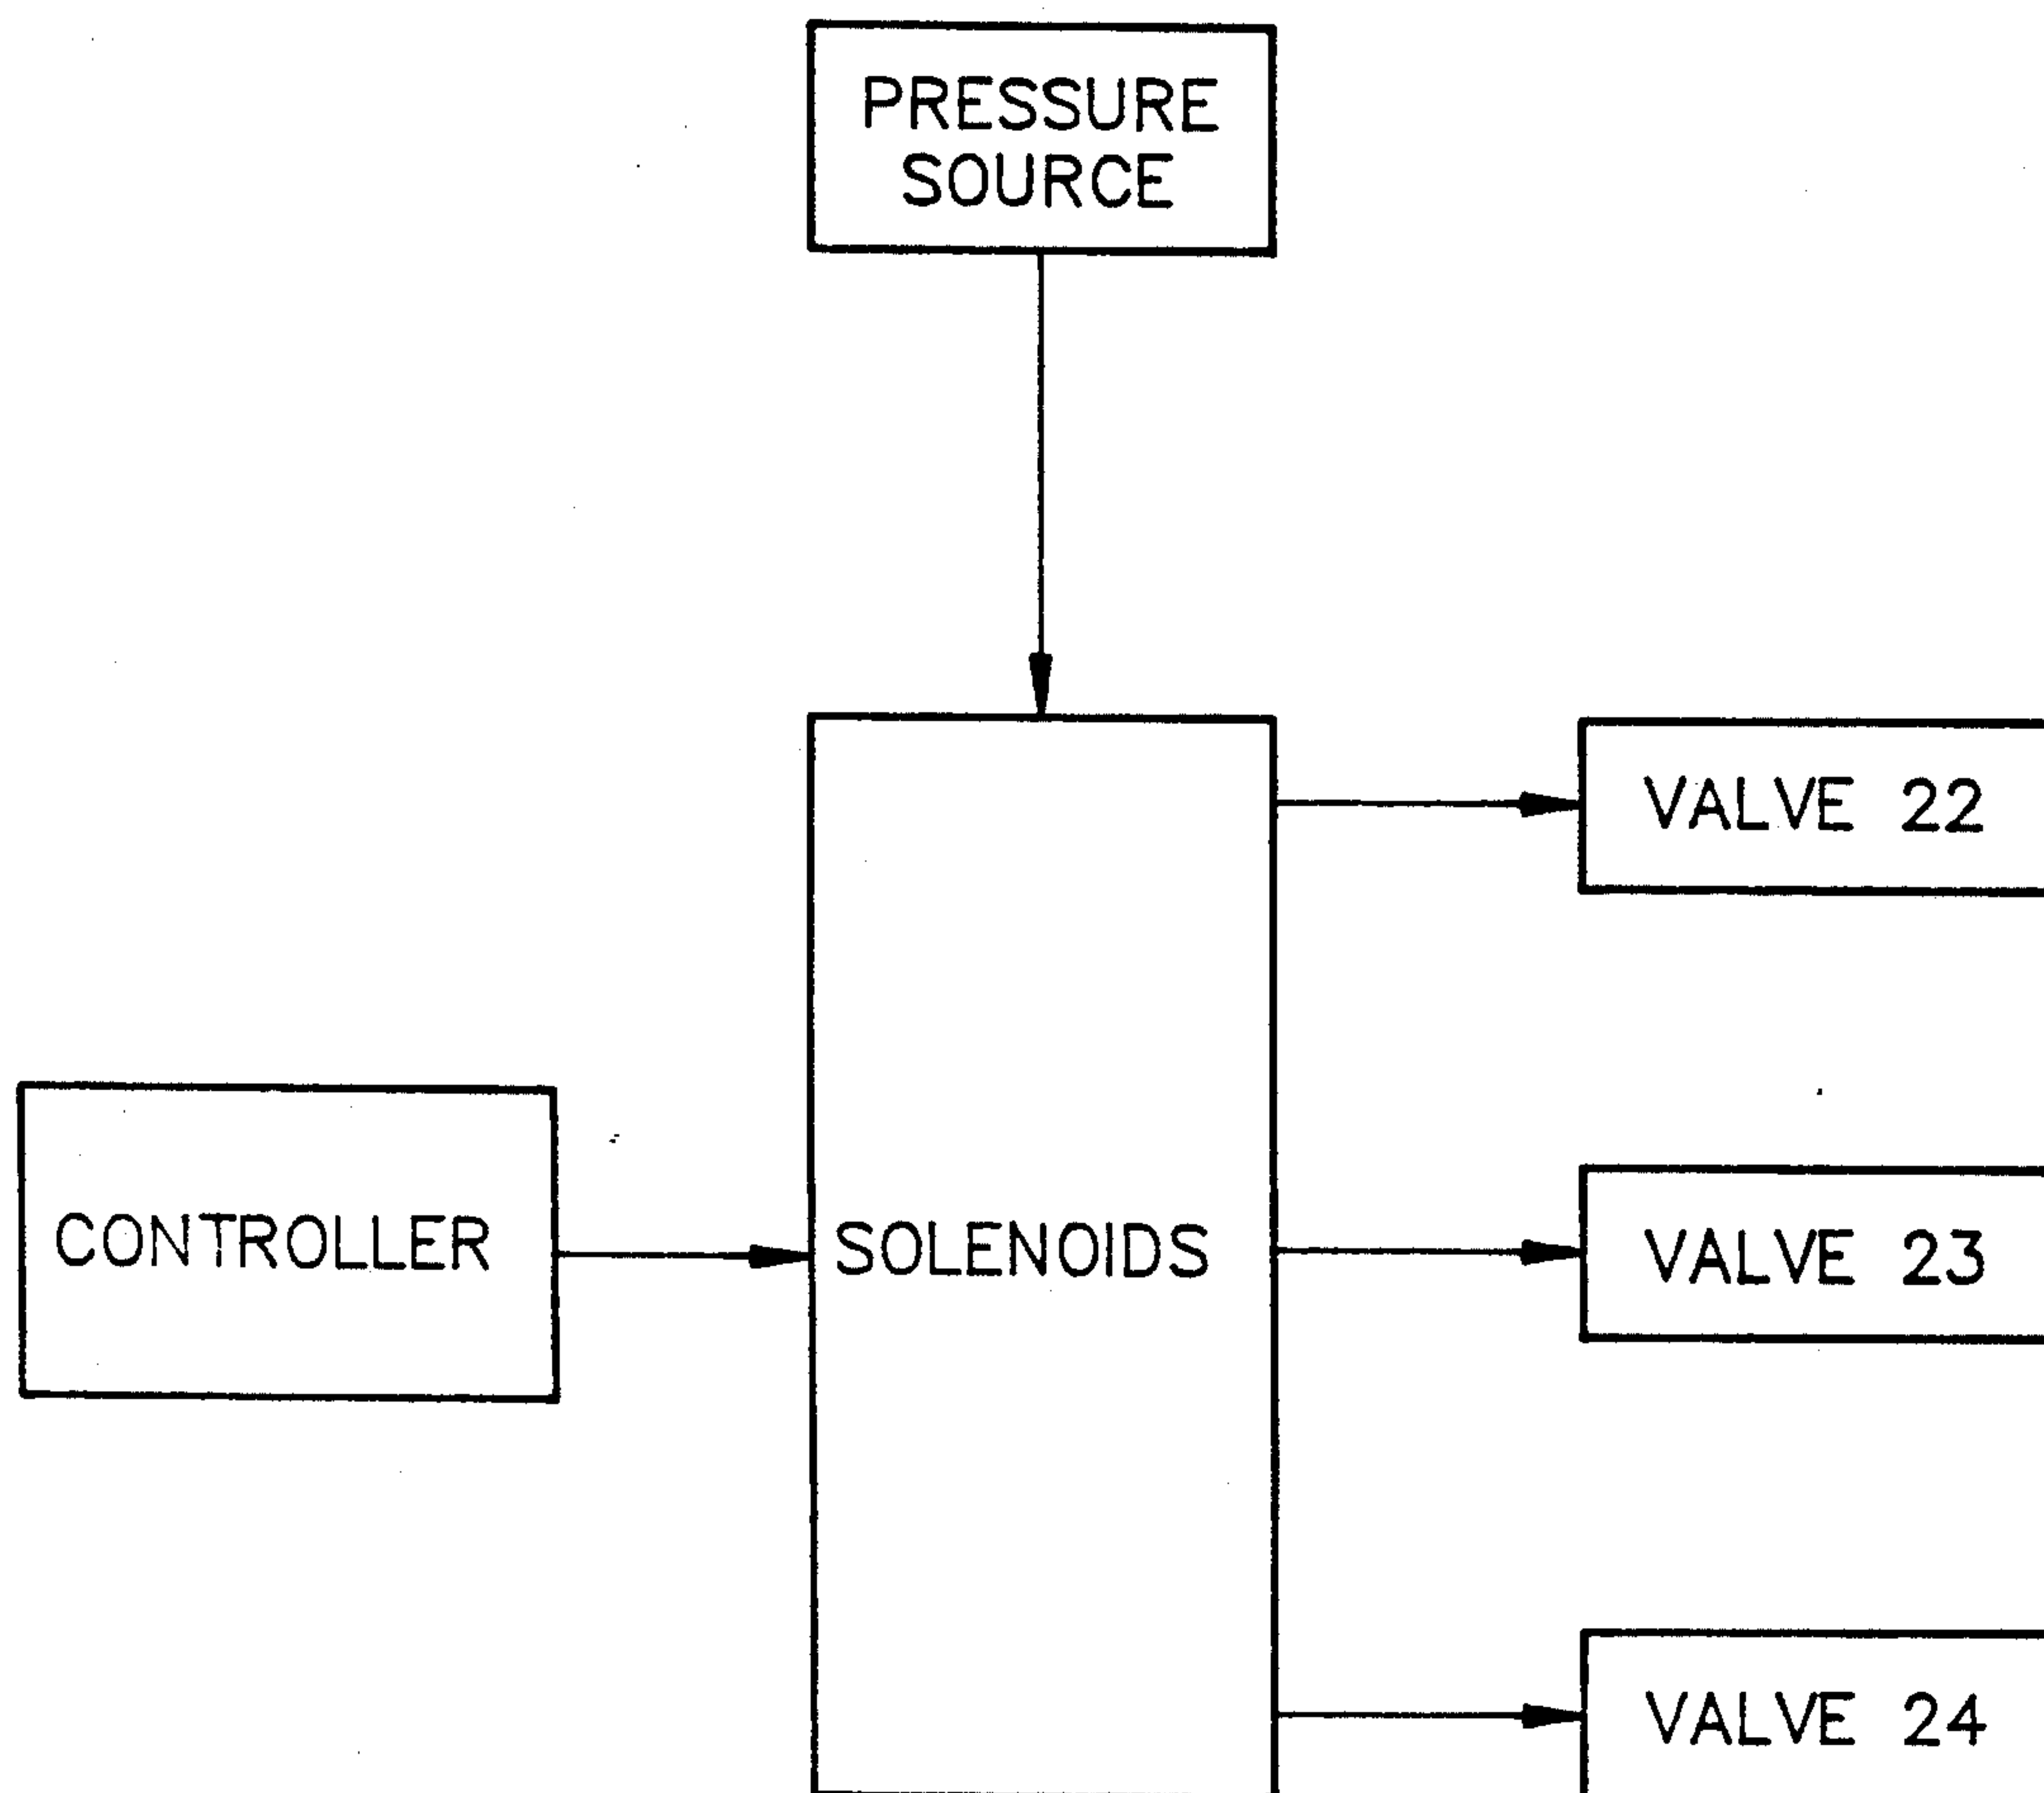 PRESSURE
SOURCE
VALVE 22
CONTROLLER
SOLENOIDS
VALVE 23
VALVE 24